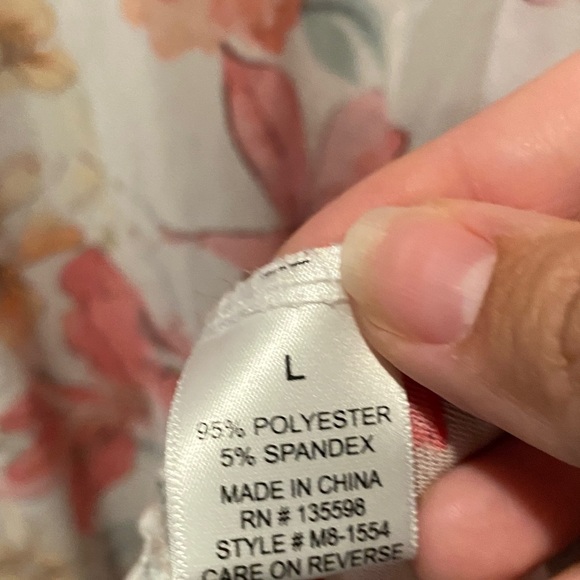 L
95% POLYESTER
5% SPANDEX
MADE IN CHINA
RN # 135598
STYLE # M8-1554
CARE ON REVERSE